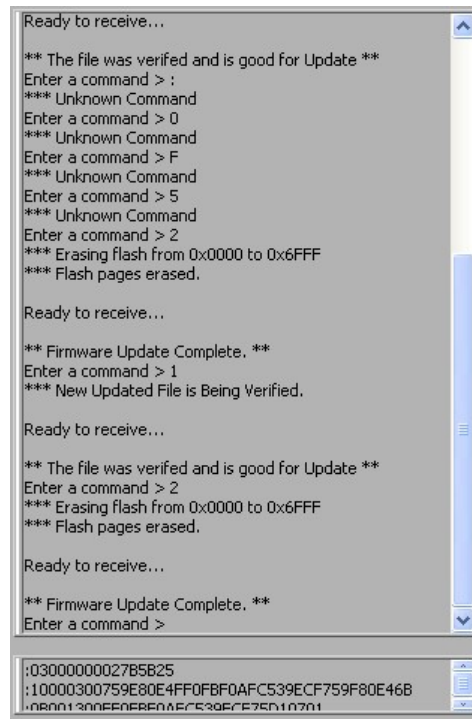 Ready to receive...
** The file was verifed and is good for Update **
Enter a command > :
*** Unknown Command
Enter a command > 0
*** Unknown Command
Enter a command > F
*** Unknown Command
Enter a command > 5
*** Unknown Command
Enter a command > 2
*** Erasing flash from 0x0000 to 0x6FFF
*** Flash pages erased.
Ready to receive...
** Firmware Update Complete. **
Enter a command > 1
*** New Updated File is Being Verified.
Ready to receive...
** The file was verifed and is good for Update **
Enter a command > 2
*** Erasing flash from 0x0000 to 0x6FFF
*** Flash pages erased.
Ready to receive...
** Firmware Update Complete. **
Enter a command >
:03000000027B5B25
:10000300759E80E4FF0FBF0AFC539ECF759F80E46B